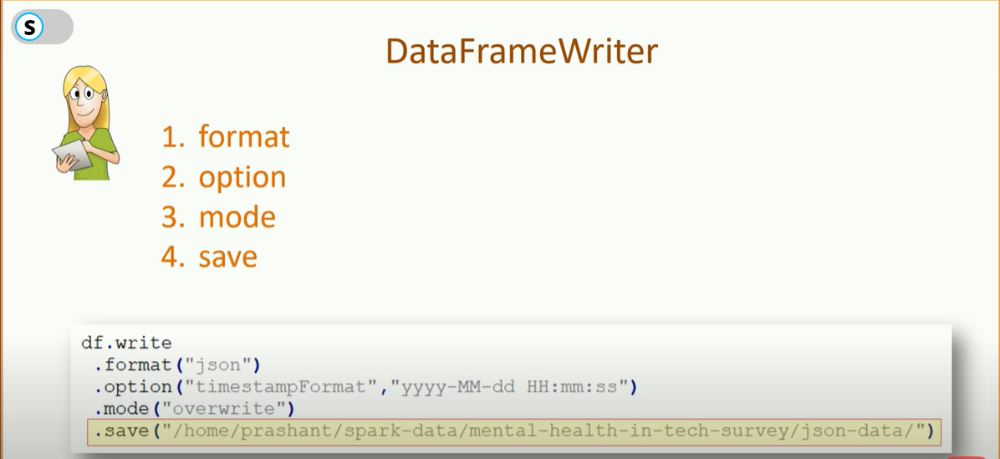 S
DataFrameWriter
1. format
2. option
3. mode
4. save
df.write
.format("json")
.option("timestampFormat","yyyy-MM-dd HH:mm:ss")
.mode("overwrite")
.save("/home/prashant/spark-data/mental-health-in-tech-survey/json-data/")